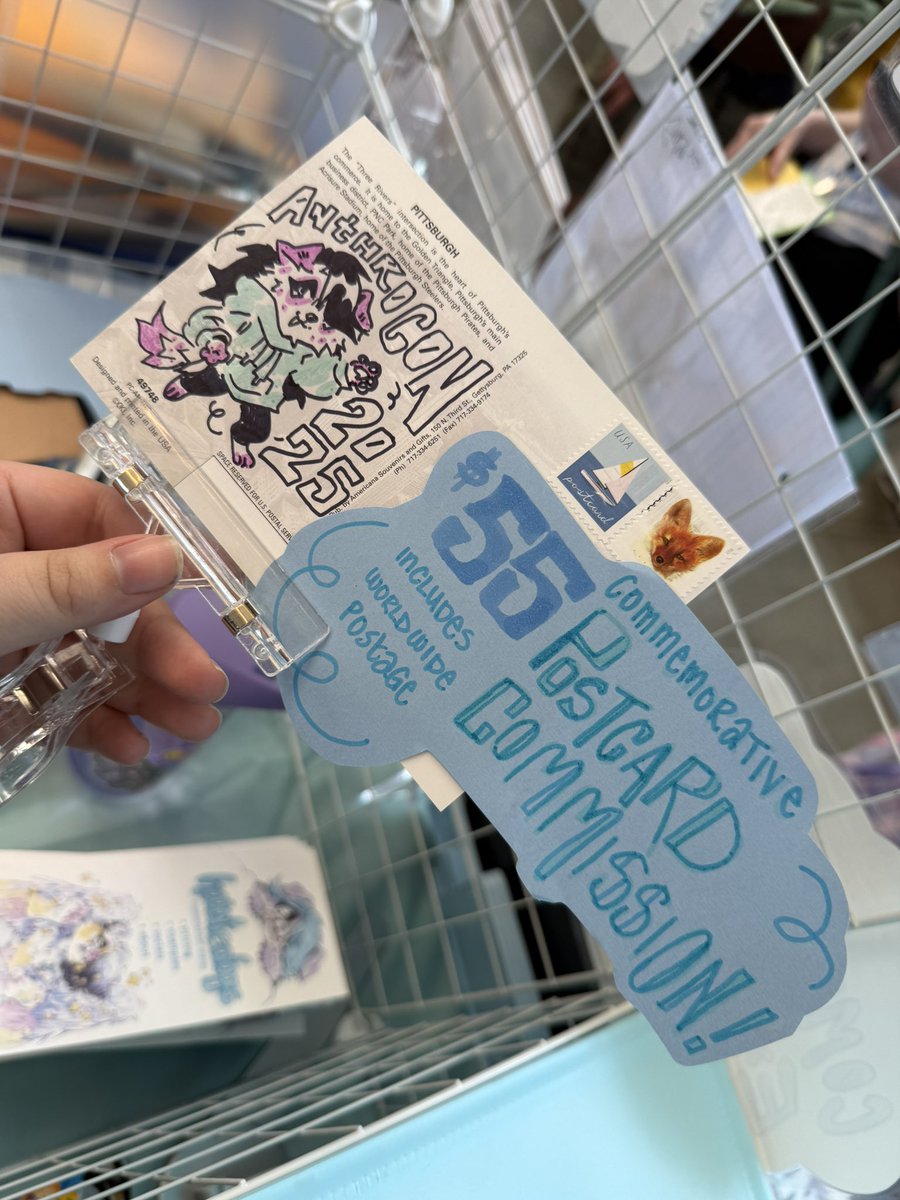 PITTSBURGH
The "Three Rivers" intersection is the heart of Pittsburgh's
commerce. It is home to the Golden Triangle, Pittsburgh's main
business district, PNC Park, home of the Pittsburgh Pirates, and
Acrisure Stadium, home of the Pittsburgh Steelers.
ANTHROCON
2025
49748
Designed and printed in the USA
Americana Souvenirs and Gifts, 150 N. Third St., Gettysburg, PA 17325
(Ph) 717-334-6251 (Fax) 717-334-9174
SPACE RESERVED FOR U.S. POSTAL
USA
postcard
$55
COMMEMORATIVE
POSTCARD
COMMISSION!
INCLUDES
WORLDWIDE
POSTAGE